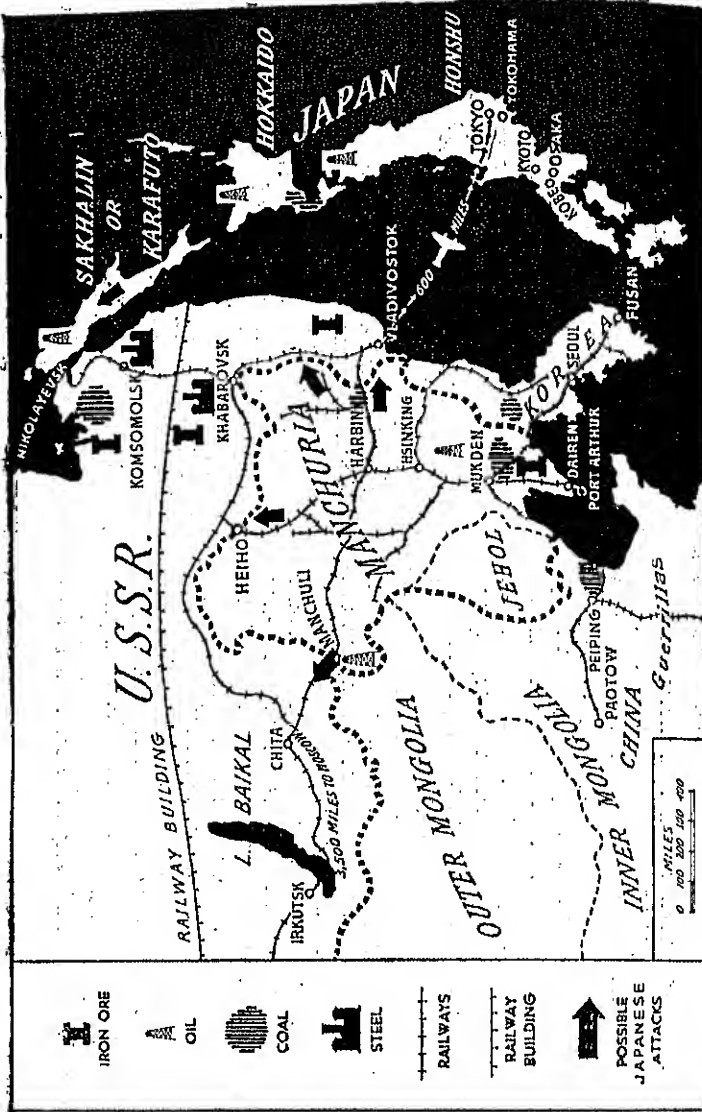 SAKHALIN
OR
KARAFUTO
HOKKAIDO
JAPAN
HONSHU
TOKYO
YOKOHAMA
KYOTO
OSAKA
KOBE
NIKOLAYEVSK
KOMSOMOLSK
KHABAROVSK
VLADIVOSTOK
600 MILES
U.S.S.R.
RAILWAY BUILDING
HEIHO
MANCHURIA
HARBIN
HSINKING
MUKDEN
KOREA
SEOUL
FUSAN
DAIREN
PORT ARTHUR
L. BAIKAL
IRKUTSK
CHITA
3,500 MILES TO MOSCOW
MANCHULI
JEHOL
PEIPING
PAOTOW
OUTER MONGOLIA
INNER MONGOLIA
CHINA
Guerrillas
MILES
0 100 200 300 400
IRON ORE
OIL
COAL
STEEL
RAILWAYS
RAILWAY
BUILDING
POSSIBLE
JAPANESE
ATTACKS